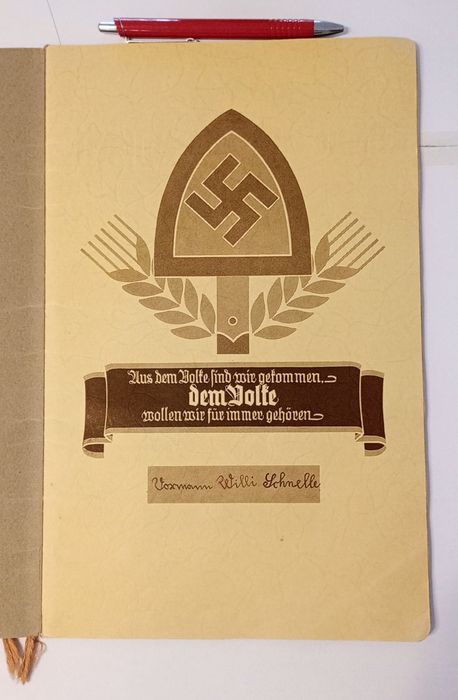 Aus dem Volke sind wir gekommen.
dem Volke
wollen wir für immer gehören
Vormann Willi Schnelle